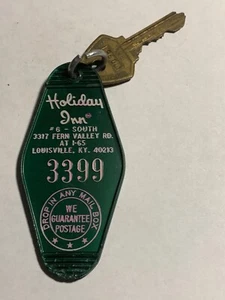 Holiday
Inn
#6 - SOUTH
3317 FERN VALLEY RD.
AT I-65
LOUISVILLE, KY. 40213
3399
DROP IN ANY MAIL BOX
WE
GUARANTEE
POSTAGE